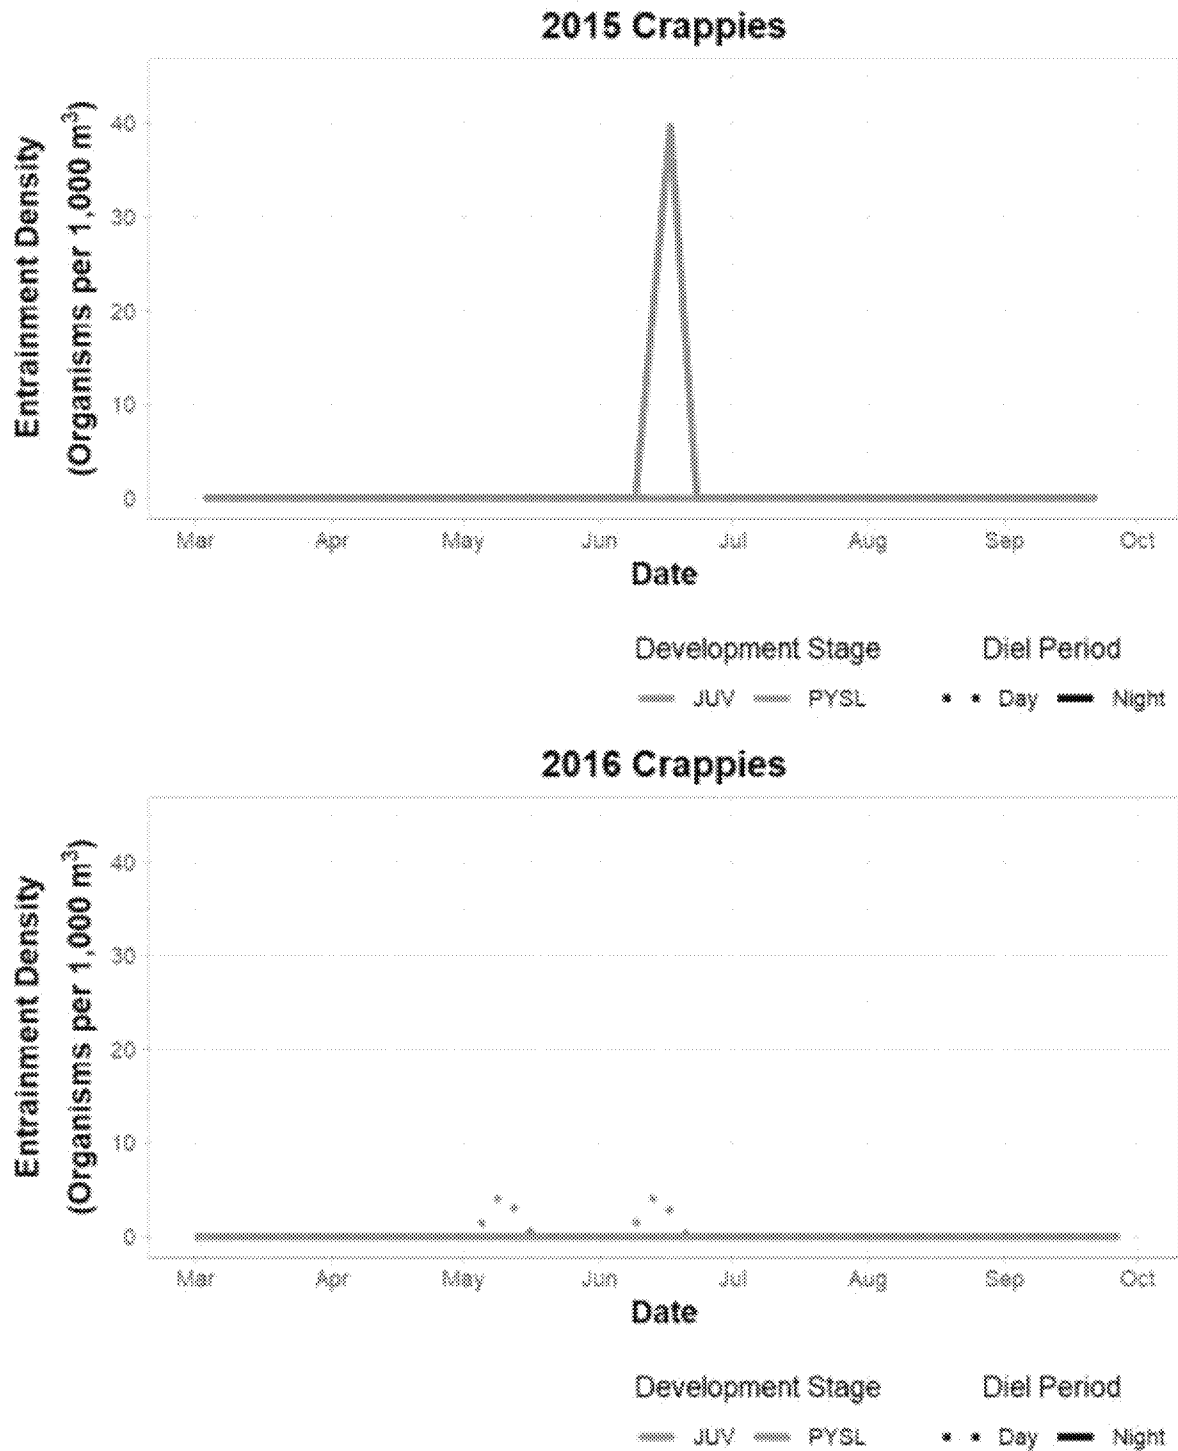 2015 Crappies
Entrainment Density
(Organisms per 1,000 m³)
40
30
20
10
0
Mar Apr May Jun Jul Aug Sep Oct
Date
Development Stage Diel Period
JUV PYSL Day Night
2016 Crappies
Entrainment Density
(Organisms per 1,000 m³)
40
30
20
10
0
Mar Apr May Jun Jul Aug Sep Oct
Date
Development Stage Diel Period
JUV PYSL Day Night